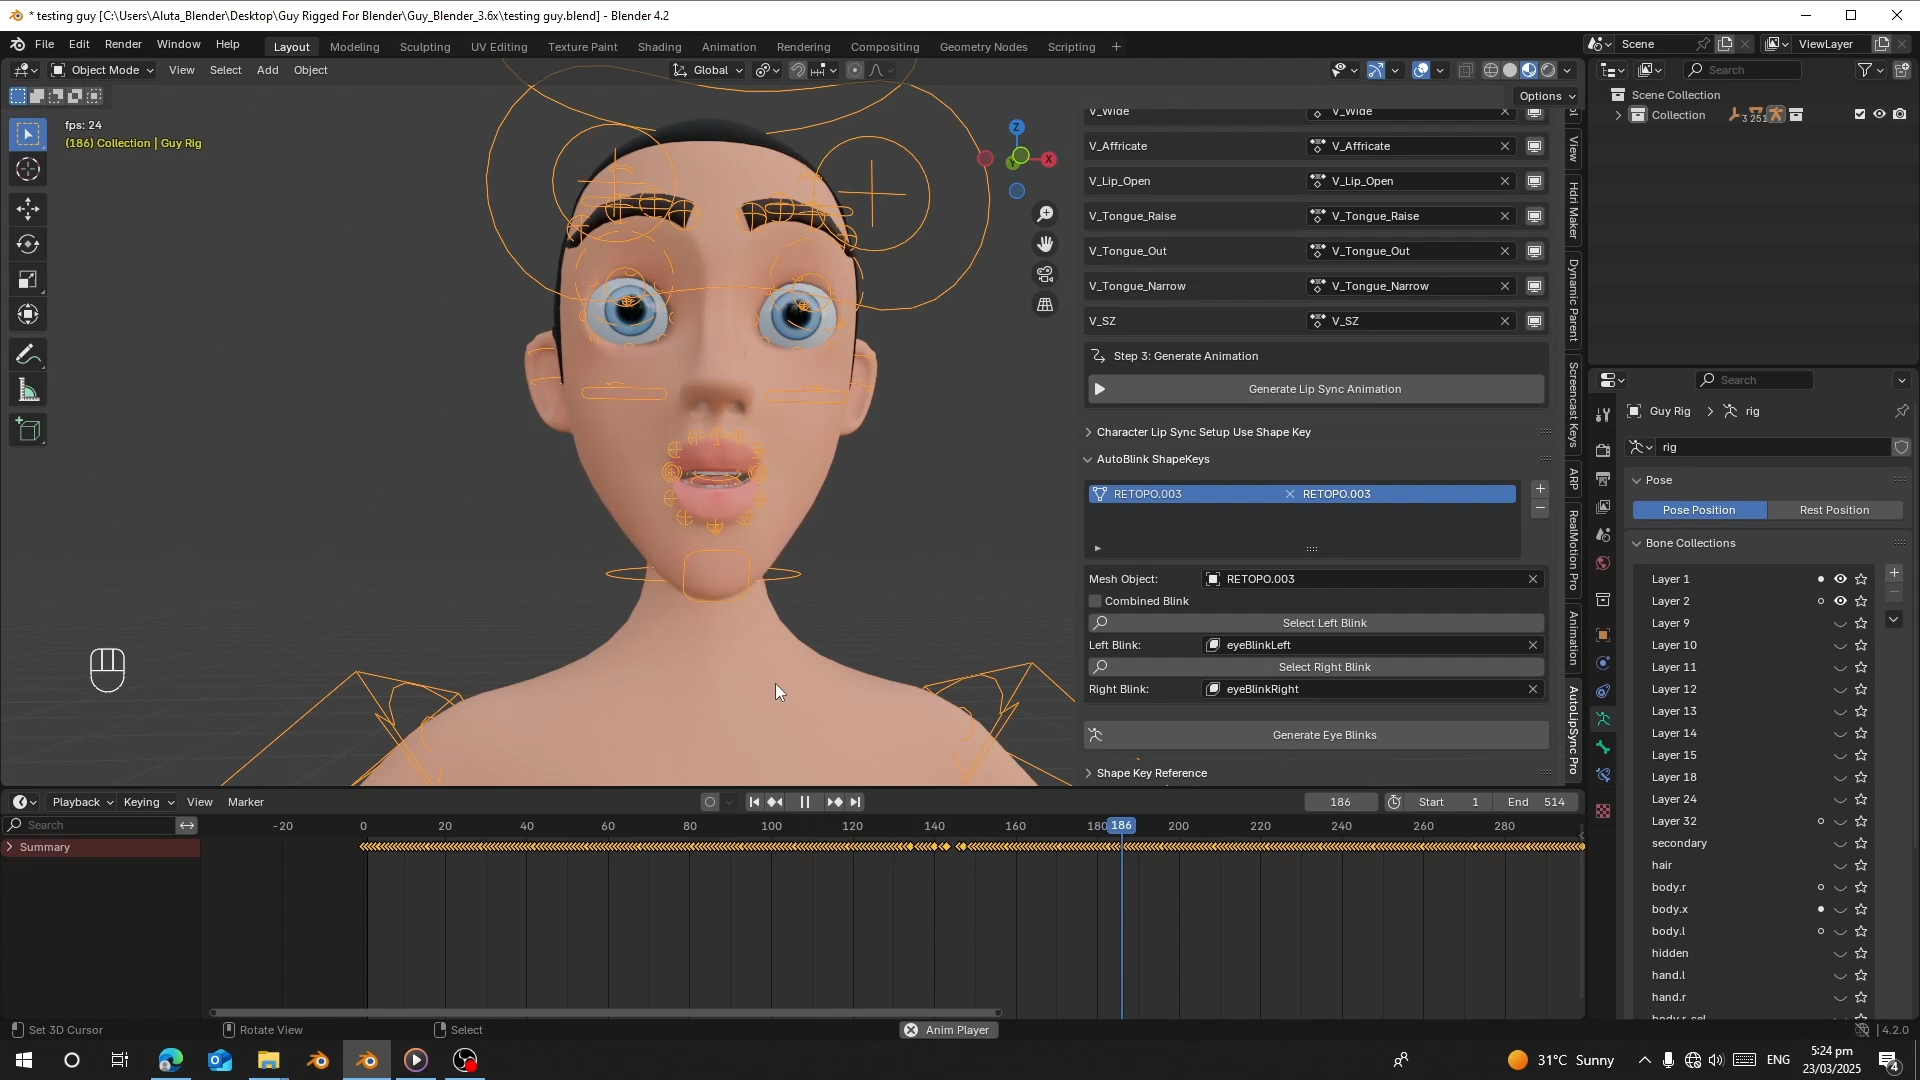 * testing guy [C:\Users\Aluta_Blender\Desktop\Guy Rigged For Blender\Guy_Blender_3.6x\testing guy.blend] - Blender 4.2
File Edit Render Window Help Layout Modeling Sculpting UV Editing Texture Paint Shading Animation Rendering Compositing Geometry Nodes Scripting + Scene ViewLayer
Object Mode View Select Add Object Global Search
Options
fps: 24
(186) Collection | Guy Rig
Z
X
Y
V_Wide V_Wide
V_Affricate V_Affricate
V_Lip_Open V_Lip_Open
V_Tongue_Raise V_Tongue_Raise
V_Tongue_Out V_Tongue_Out
V_Tongue_Narrow V_Tongue_Narrow
V_SZ V_SZ
Step 3: Generate Animation
Generate Lip Sync Animation
Character Lip Sync Setup Use Shape Key
AutoBlink ShapeKeys
RETOPO.003 RETOPO.003
Mesh Object: RETOPO.003
Combined Blink
Select Left Blink
Left Blink: eyeBlinkLeft
Select Right Blink
Right Blink: eyeBlinkRight
Generate Eye Blinks
Shape Key Reference
View
Hdri Maker
Dynamic Parent
Screencast Keys
ARP
RealMotion Pro
Animation
AutoLipSync Pro
Scene Collection
Collection 3 251
Search
Guy Rig > rig
rig
Pose
Pose Position Rest Position
Bone Collections
Layer 1
Layer 2
Layer 9
Layer 10
Layer 11
Layer 12
Layer 13
Layer 14
Layer 15
Layer 18
Layer 24
Layer 32
secondary
hair
body.r
body.x
body.l
hidden
hand.l
hand.r
body.r_sel
Playback Keying View Marker 186 Start 1 End 514
Search -20 0 20 40 60 80 100 120 140 160 180 186 200 220 240 260 280
Summary
Set 3D Cursor Rotate View Select Anim Player 4.2.0
31°C Sunny ENG 5:24 pm
23/03/2025
4